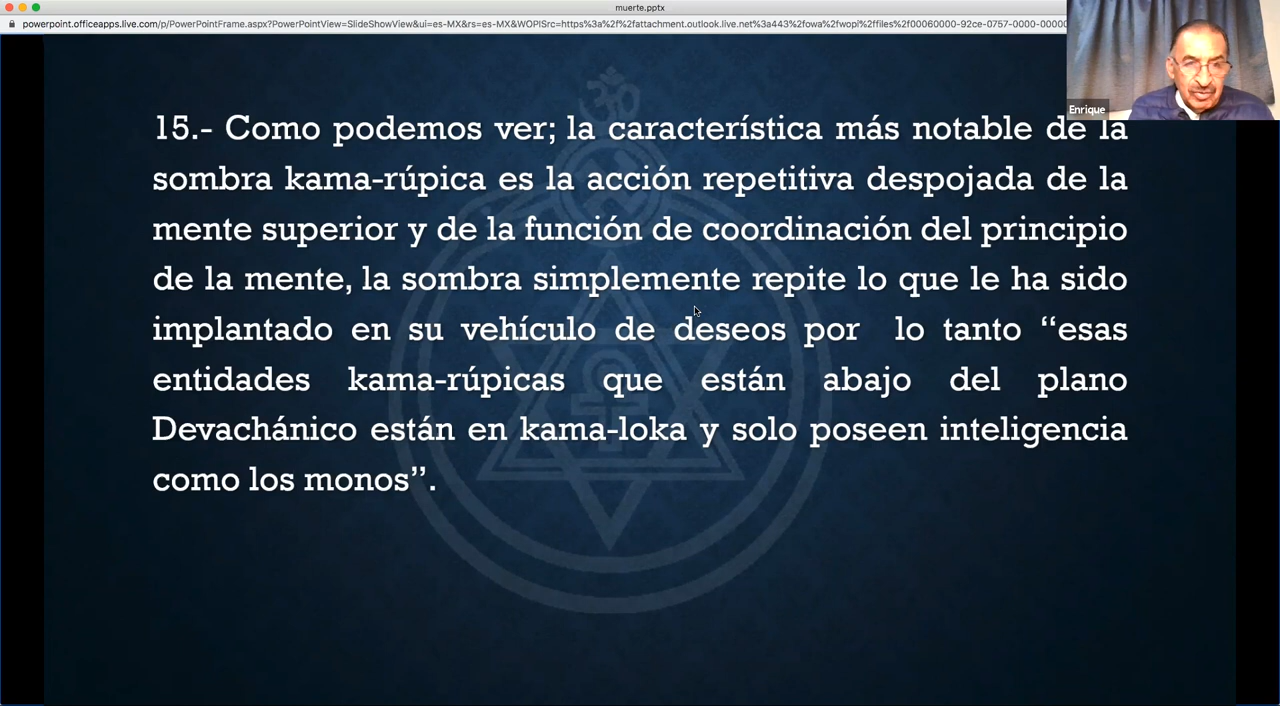 muerte.pptx
powerpoint.officeapps.live.com/p/PowerPointFrame.aspx?PowerPointView=SlideShowView&ui=es-MX&rs=es-MX&WOPISrc=https%3a%2f%2fattachment.outlook.live.net%3a443%2fowa%2fwopi%2ffiles%2f00060000-92ce-0757-0000-00000
Enrique
15.- Como podemos ver; la característica más notable de la
sombra kama-rúpica es la acción repetitiva despojada de la
mente superior y de la función de coordinación del principio
de la mente, la sombra simplemente repite lo que le ha sido
implantado en su vehículo de deseos por lo tanto “esas
entidades kama-rúpicas que están abajo del plano
Devachánico están en kama-loka y solo poseen inteligencia
como los monos”.